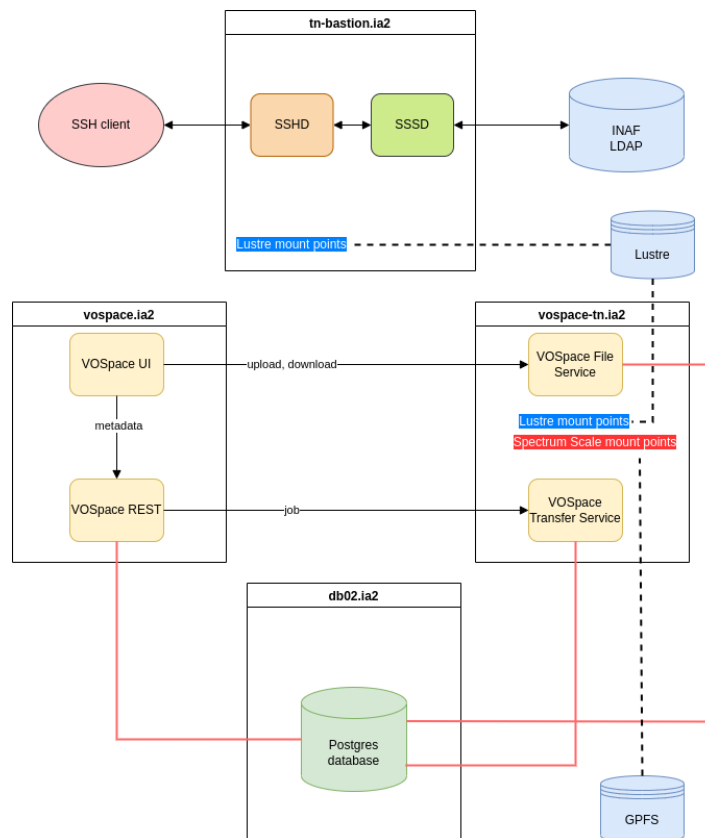 tn-bastion.ia2
SSH client
SSHD
SSSD
INAF
LDAP
Lustre mount points
Lustre
vospace.ia2
vospace-tn.ia2
VOSpace UI
upload, download
VOSpace File
Service
metadata
Lustre mount points
Spectrum Scale mount points
VOSpace REST
job
VOSpace
Transfer Service
db02.ia2
Postgres
database
GPFS